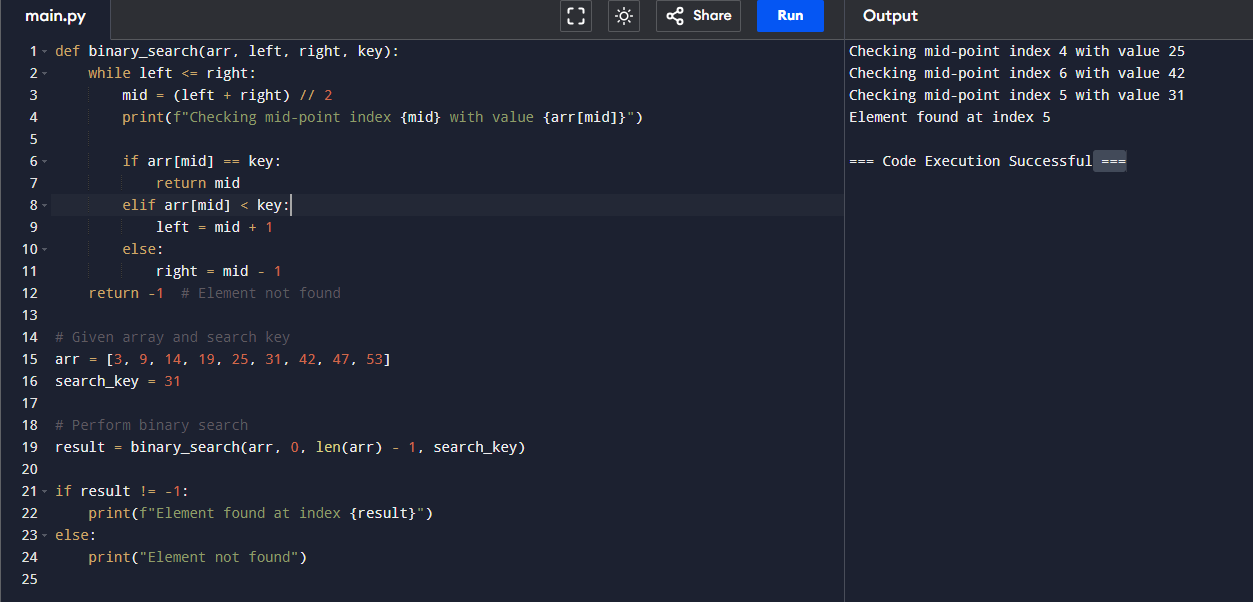 main.py
Share
Run
Output
1 def binary_search(arr, left, right, key):
2     while left <= right:
3         mid = (left + right) // 2
4         print(f"Checking mid-point index {mid} with value {arr[mid]}")
5
6         if arr[mid] == key:
7             return mid
8         elif arr[mid] < key:
9             left = mid + 1
10         else:
11             right = mid - 1
12     return -1  # Element not found
13
14 # Given array and search key
15 arr = [3, 9, 14, 19, 25, 31, 42, 47, 53]
16 search_key = 31
17
18 # Perform binary search
19 result = binary_search(arr, 0, len(arr) - 1, search_key)
20
21 if result != -1:
22     print(f"Element found at index {result}")
23 else:
24     print("Element not found")
25
Checking mid-point index 4 with value 25
Checking mid-point index 6 with value 42
Checking mid-point index 5 with value 31
Element found at index 5
=== Code Execution Successful ===